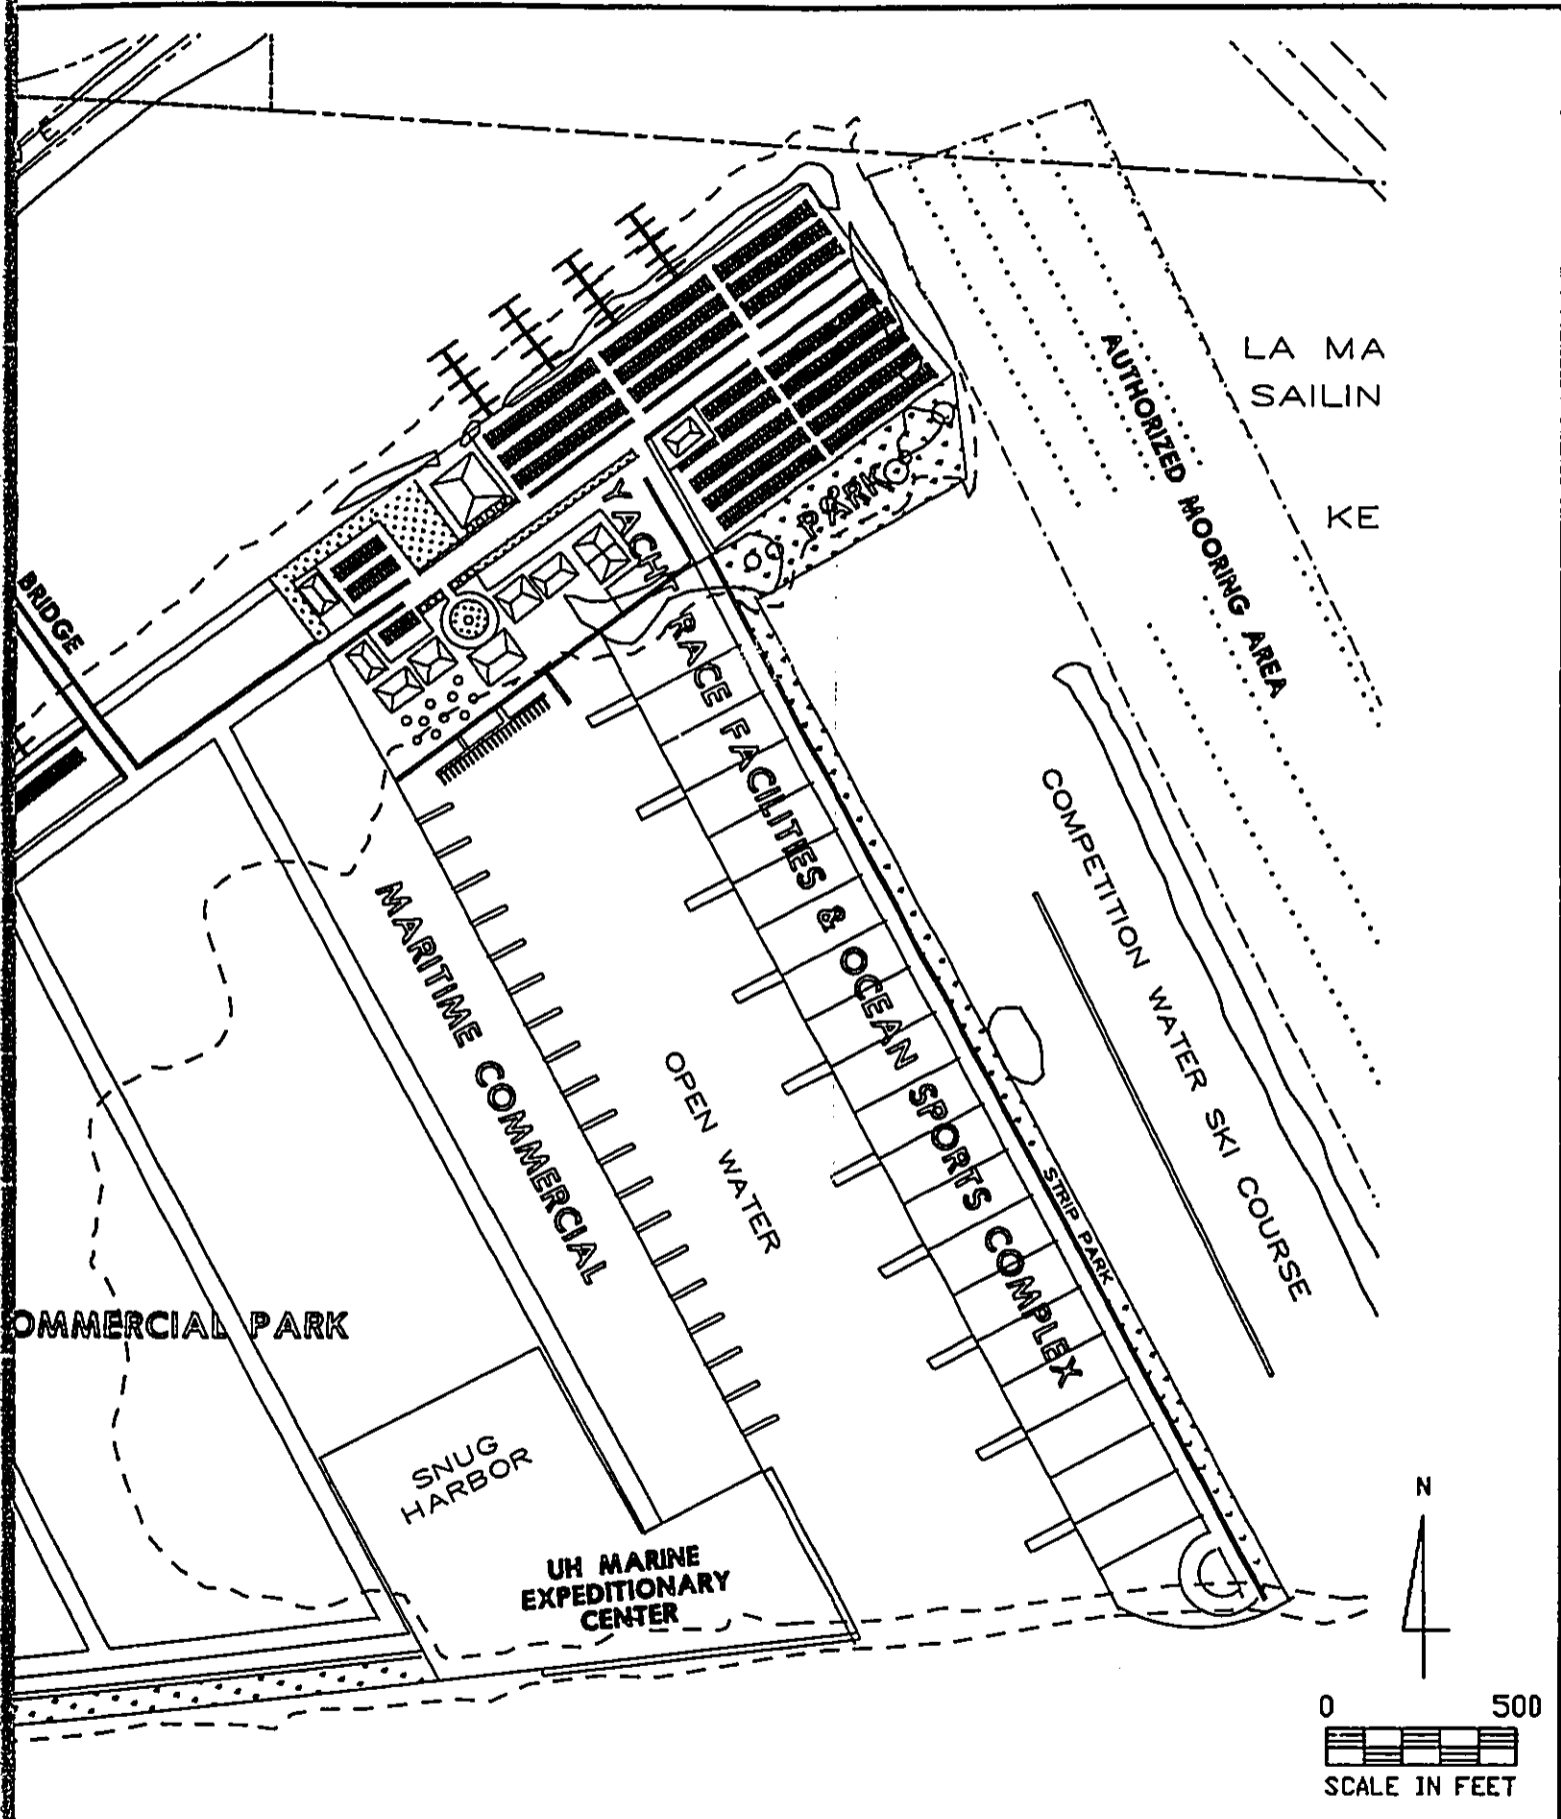 LA MA
SAILIN
KE
AUTHORIZED MOORING AREA
PARK
BRIDGE
YACHT RACE FACILITIES & OCEAN SPORTS COMPLEX
COMPETITION WATER SKI COURSE
MARITIME COMMERCIAL
OPEN WATER
STRIP PARK
OMMERCIAL PARK
SNUG
HARBOR
UH MARINE
EXPEDITIONARY
CENTER
N
0 500
SCALE IN FEET